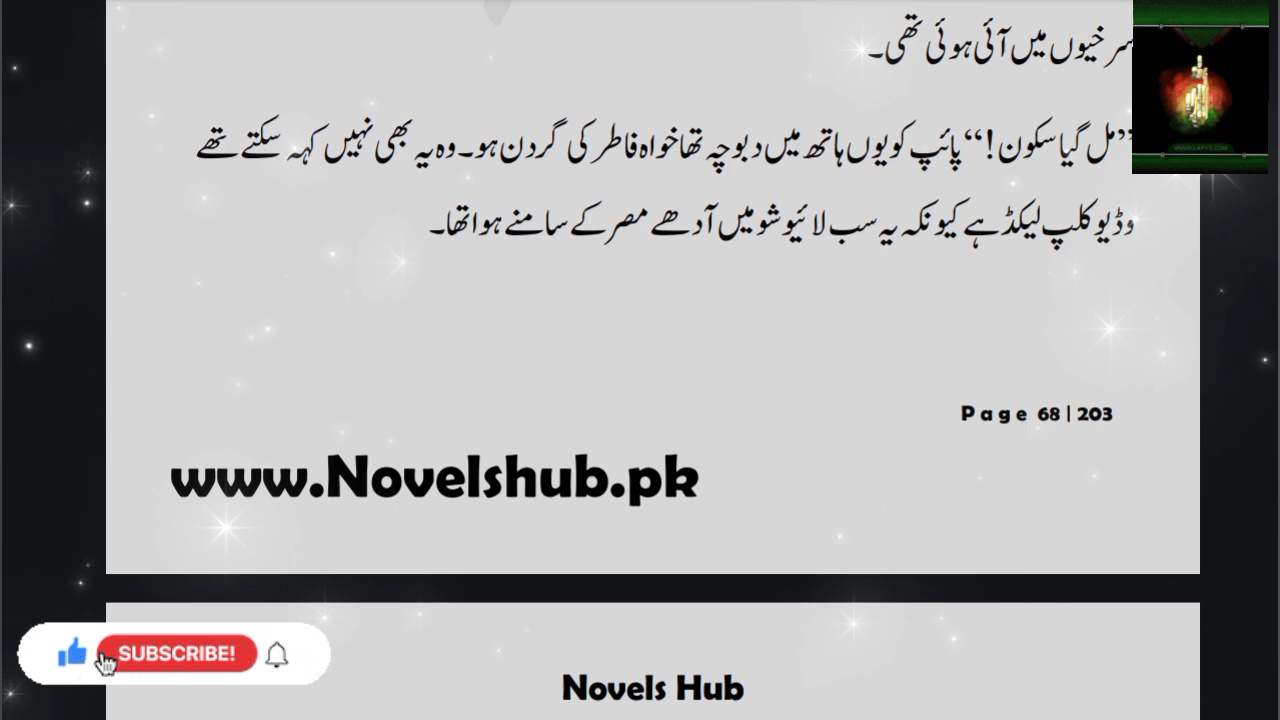 سرخیوں میں آئی ہوئی تھی۔
”مل گیا سکون!“ پائپ کو یوں ہاتھ میں دبوچہ تھا خواہ فاطر کی گردن ہو۔ وہ یہ بھی نہیں کہہ سکتے تھے
وڈیو کلپ لیکڈ ہے کیونکہ یہ سب لائیو شو میں آدھے مصر کے سامنے ہوا تھا۔
Page 68 | 203
www.Novelshub.pk
SUBSCRIBE!
Novels Hub